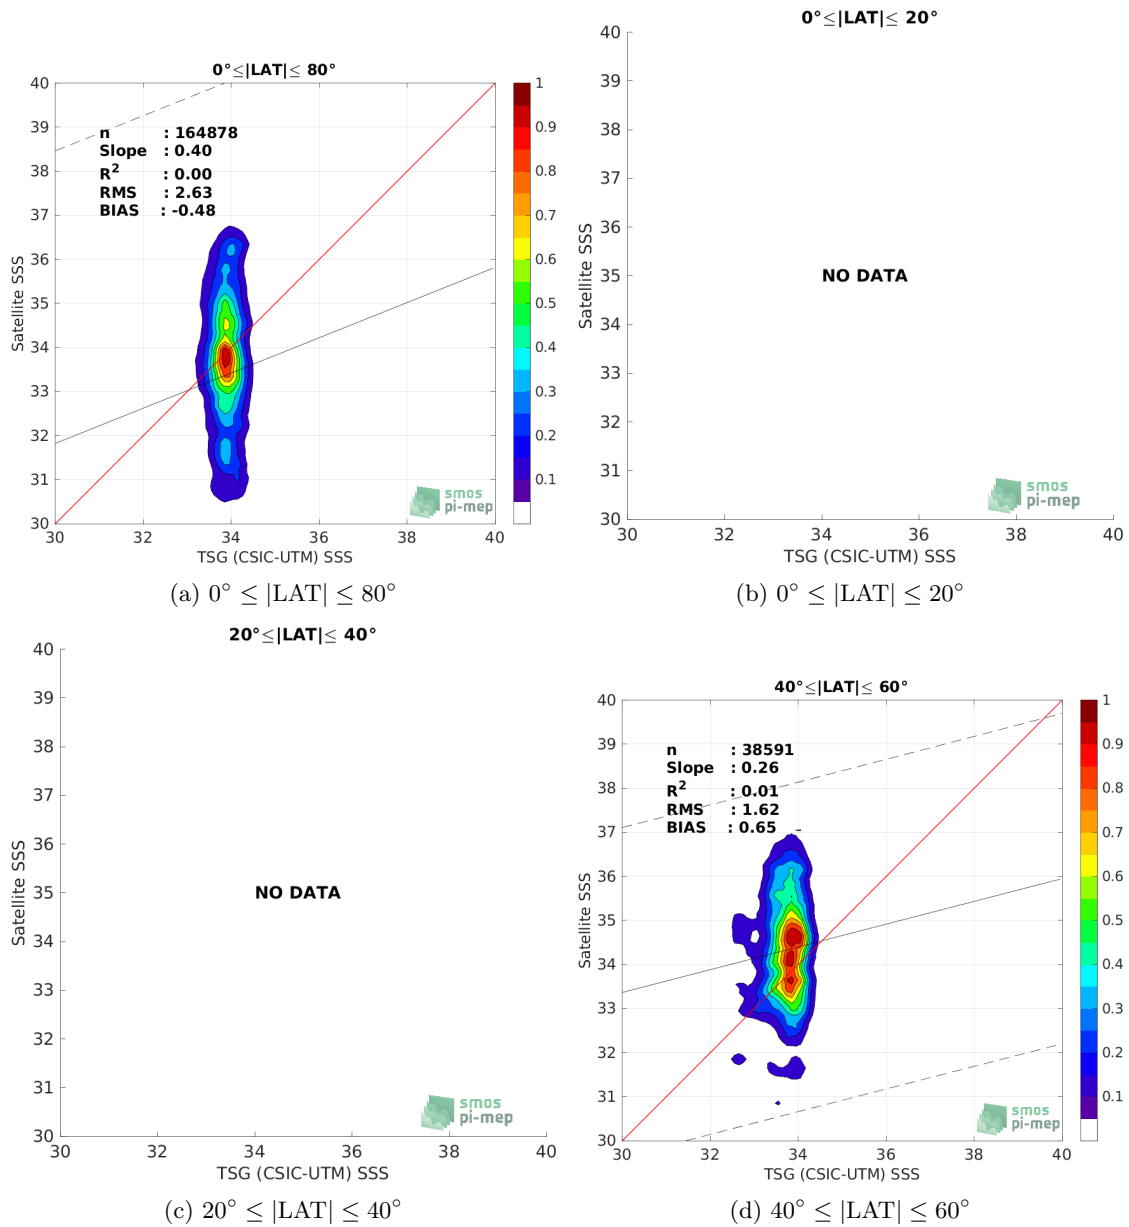 0°≤|LAT|≤ 80°
40
39
38
37
36
35
34
33
32
31
30
30
32
34
36
38
40
Satellite SSS
TSG (CSIC-UTM) SSS
n : 164878
Slope : 0.40
R² : 0.00
RMS : 2.63
BIAS : -0.48
1
0.9
0.8
0.7
0.6
0.5
0.4
0.3
0.2
0.1
smos
pi-mep
(a) 0° ≤ |LAT| ≤ 80°
0°≤|LAT|≤ 20°
40
39
38
37
36
35
34
33
32
31
30
30
32
34
36
38
40
Satellite SSS
TSG (CSIC-UTM) SSS
NO DATA
smos
pi-mep
(b) 0° ≤ |LAT| ≤ 20°
20°≤|LAT|≤ 40°
40
39
38
37
36
35
34
33
32
31
30
30
32
34
36
38
40
Satellite SSS
TSG (CSIC-UTM) SSS
NO DATA
smos
pi-mep
(c) 20° ≤ |LAT| ≤ 40°
40°≤|LAT|≤ 60°
40
39
38
37
36
35
34
33
32
31
30
30
32
34
36
38
40
Satellite SSS
TSG (CSIC-UTM) SSS
n : 38591
Slope : 0.26
R² : 0.01
RMS : 1.62
BIAS : 0.65
1
0.9
0.8
0.7
0.6
0.5
0.4
0.3
0.2
0.1
smos
pi-mep
(d) 40° ≤ |LAT| ≤ 60°